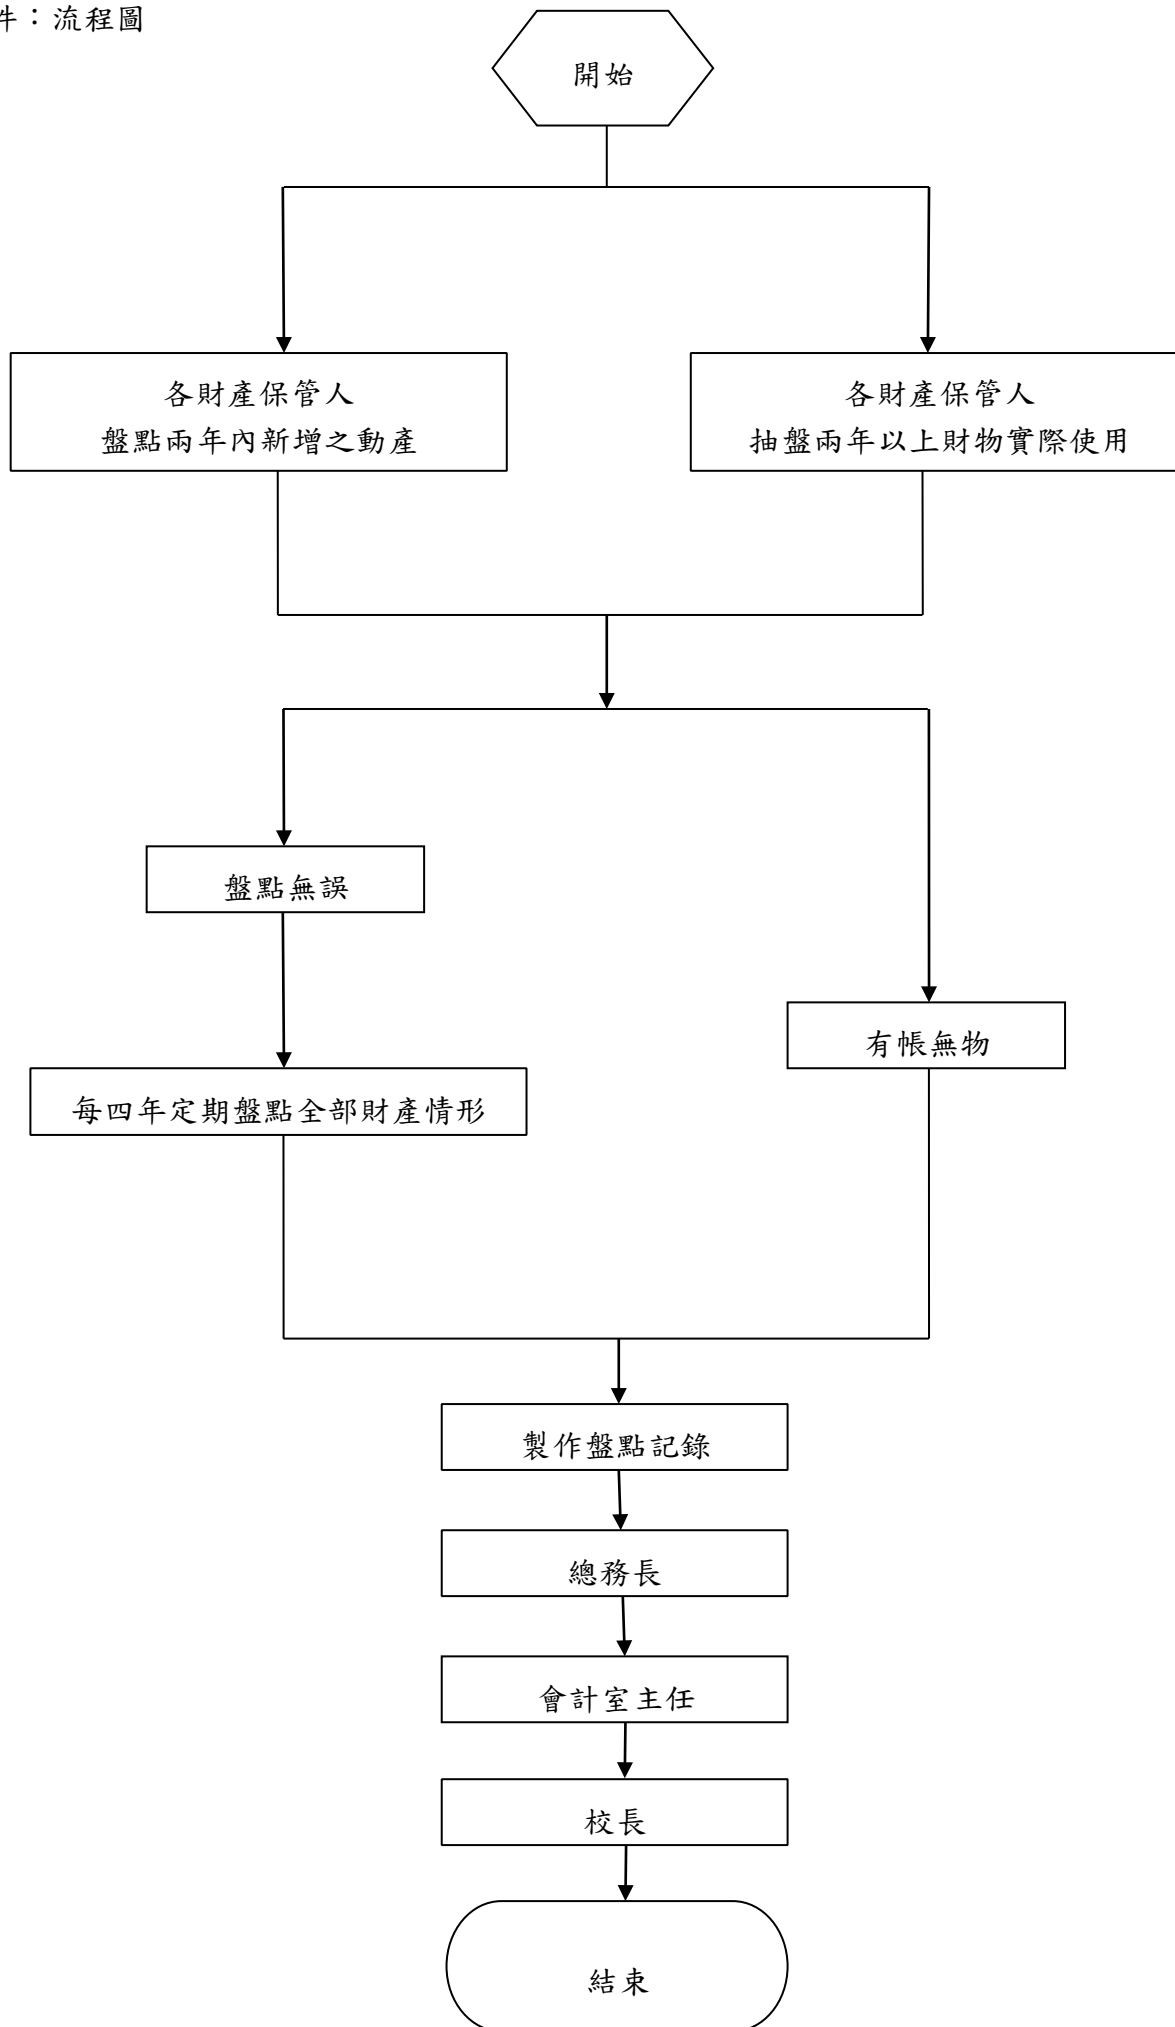 件：流程圖
開始
各財產保管人
盤點兩年內新增之動產
各財產保管人
抽盤兩年以上財物實際使用
盤點無誤
有帳無物
每四年定期盤點全部財產情形
製作盤點記錄
總務長
會計室主任
校長
結束